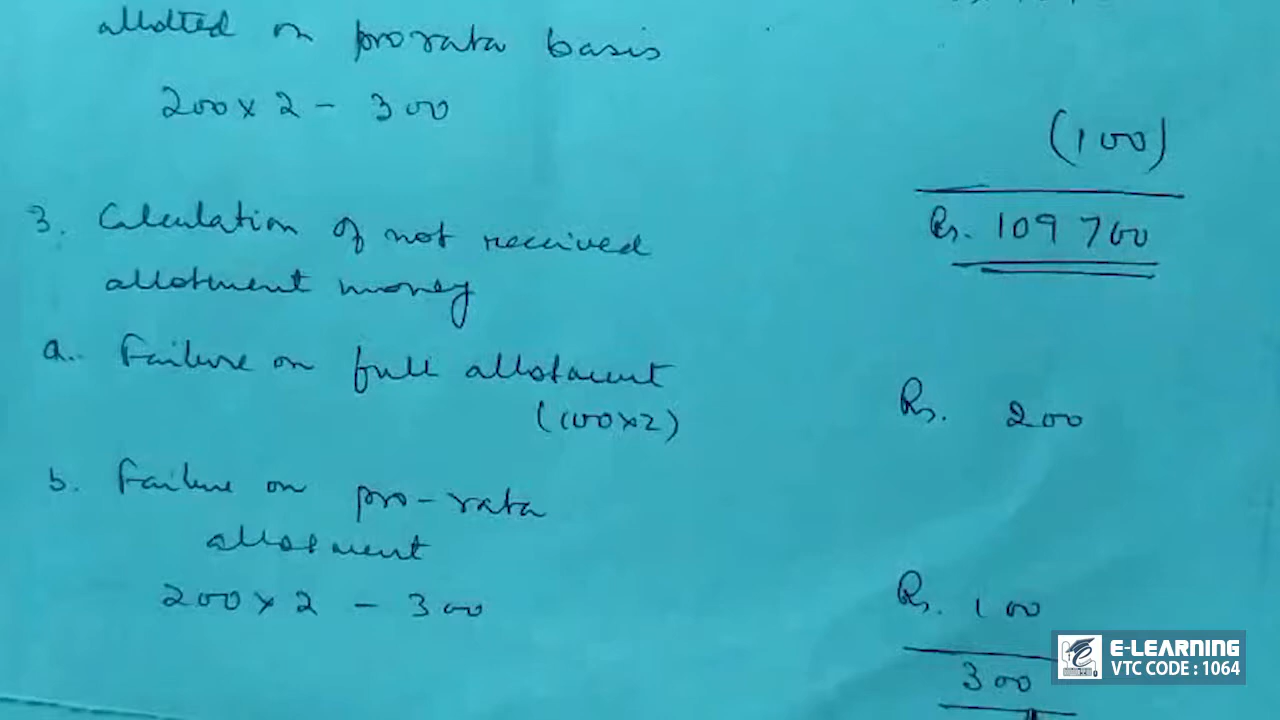 allotted on pro rata basis
200 x 2 - 300
(100)
Rs. 109 700
3. Calculation of not received
allotment money
a. Failure on full allotment
(100x2)
Rs. 200
b. Failure on pro-rata
allotment
200 x 2 - 300
Rs. 100
300
E-LEARNING
VTC CODE : 1064